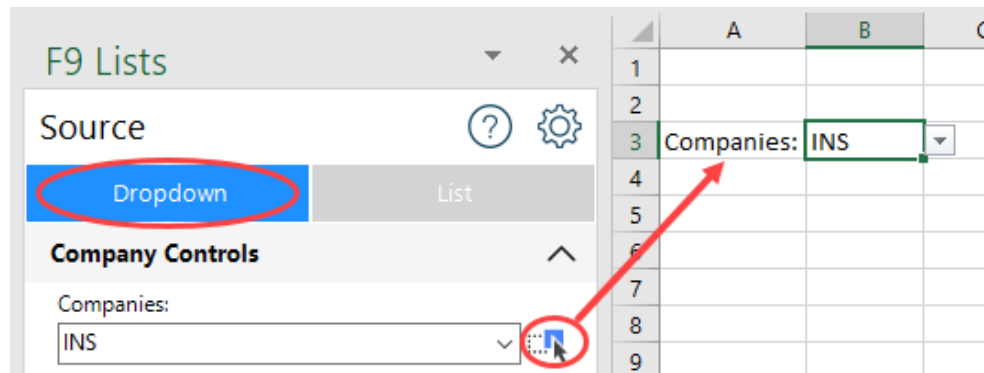 F9 Lists
Source
Dropdown List
Company Controls
Companies:
INS
A B
1
2
3 Companies: INS
4
5
6
7
8
9